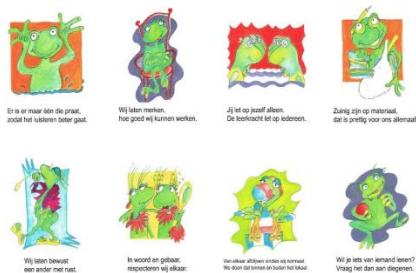 Er is er maar één die praat,
zodat het luisteren beter gaat.
Wij laten merken,
hoe goed wij kunnen werken.
Jij let op jezelf alleen.
De leerkracht let op iedereen.
Zuinig zijn op materiaal,
dat is prettig voor ons allemaal
Wij laten bewust
een ander met rust.
In woord en gebaar,
respecteren wij elkaar.
Van elkaar afblijven vinden wij normaal.
We doen dat binnen en buiten het lokaal.
Wil je iets van iemand lenen?
Vraag het dan aan diegenen?